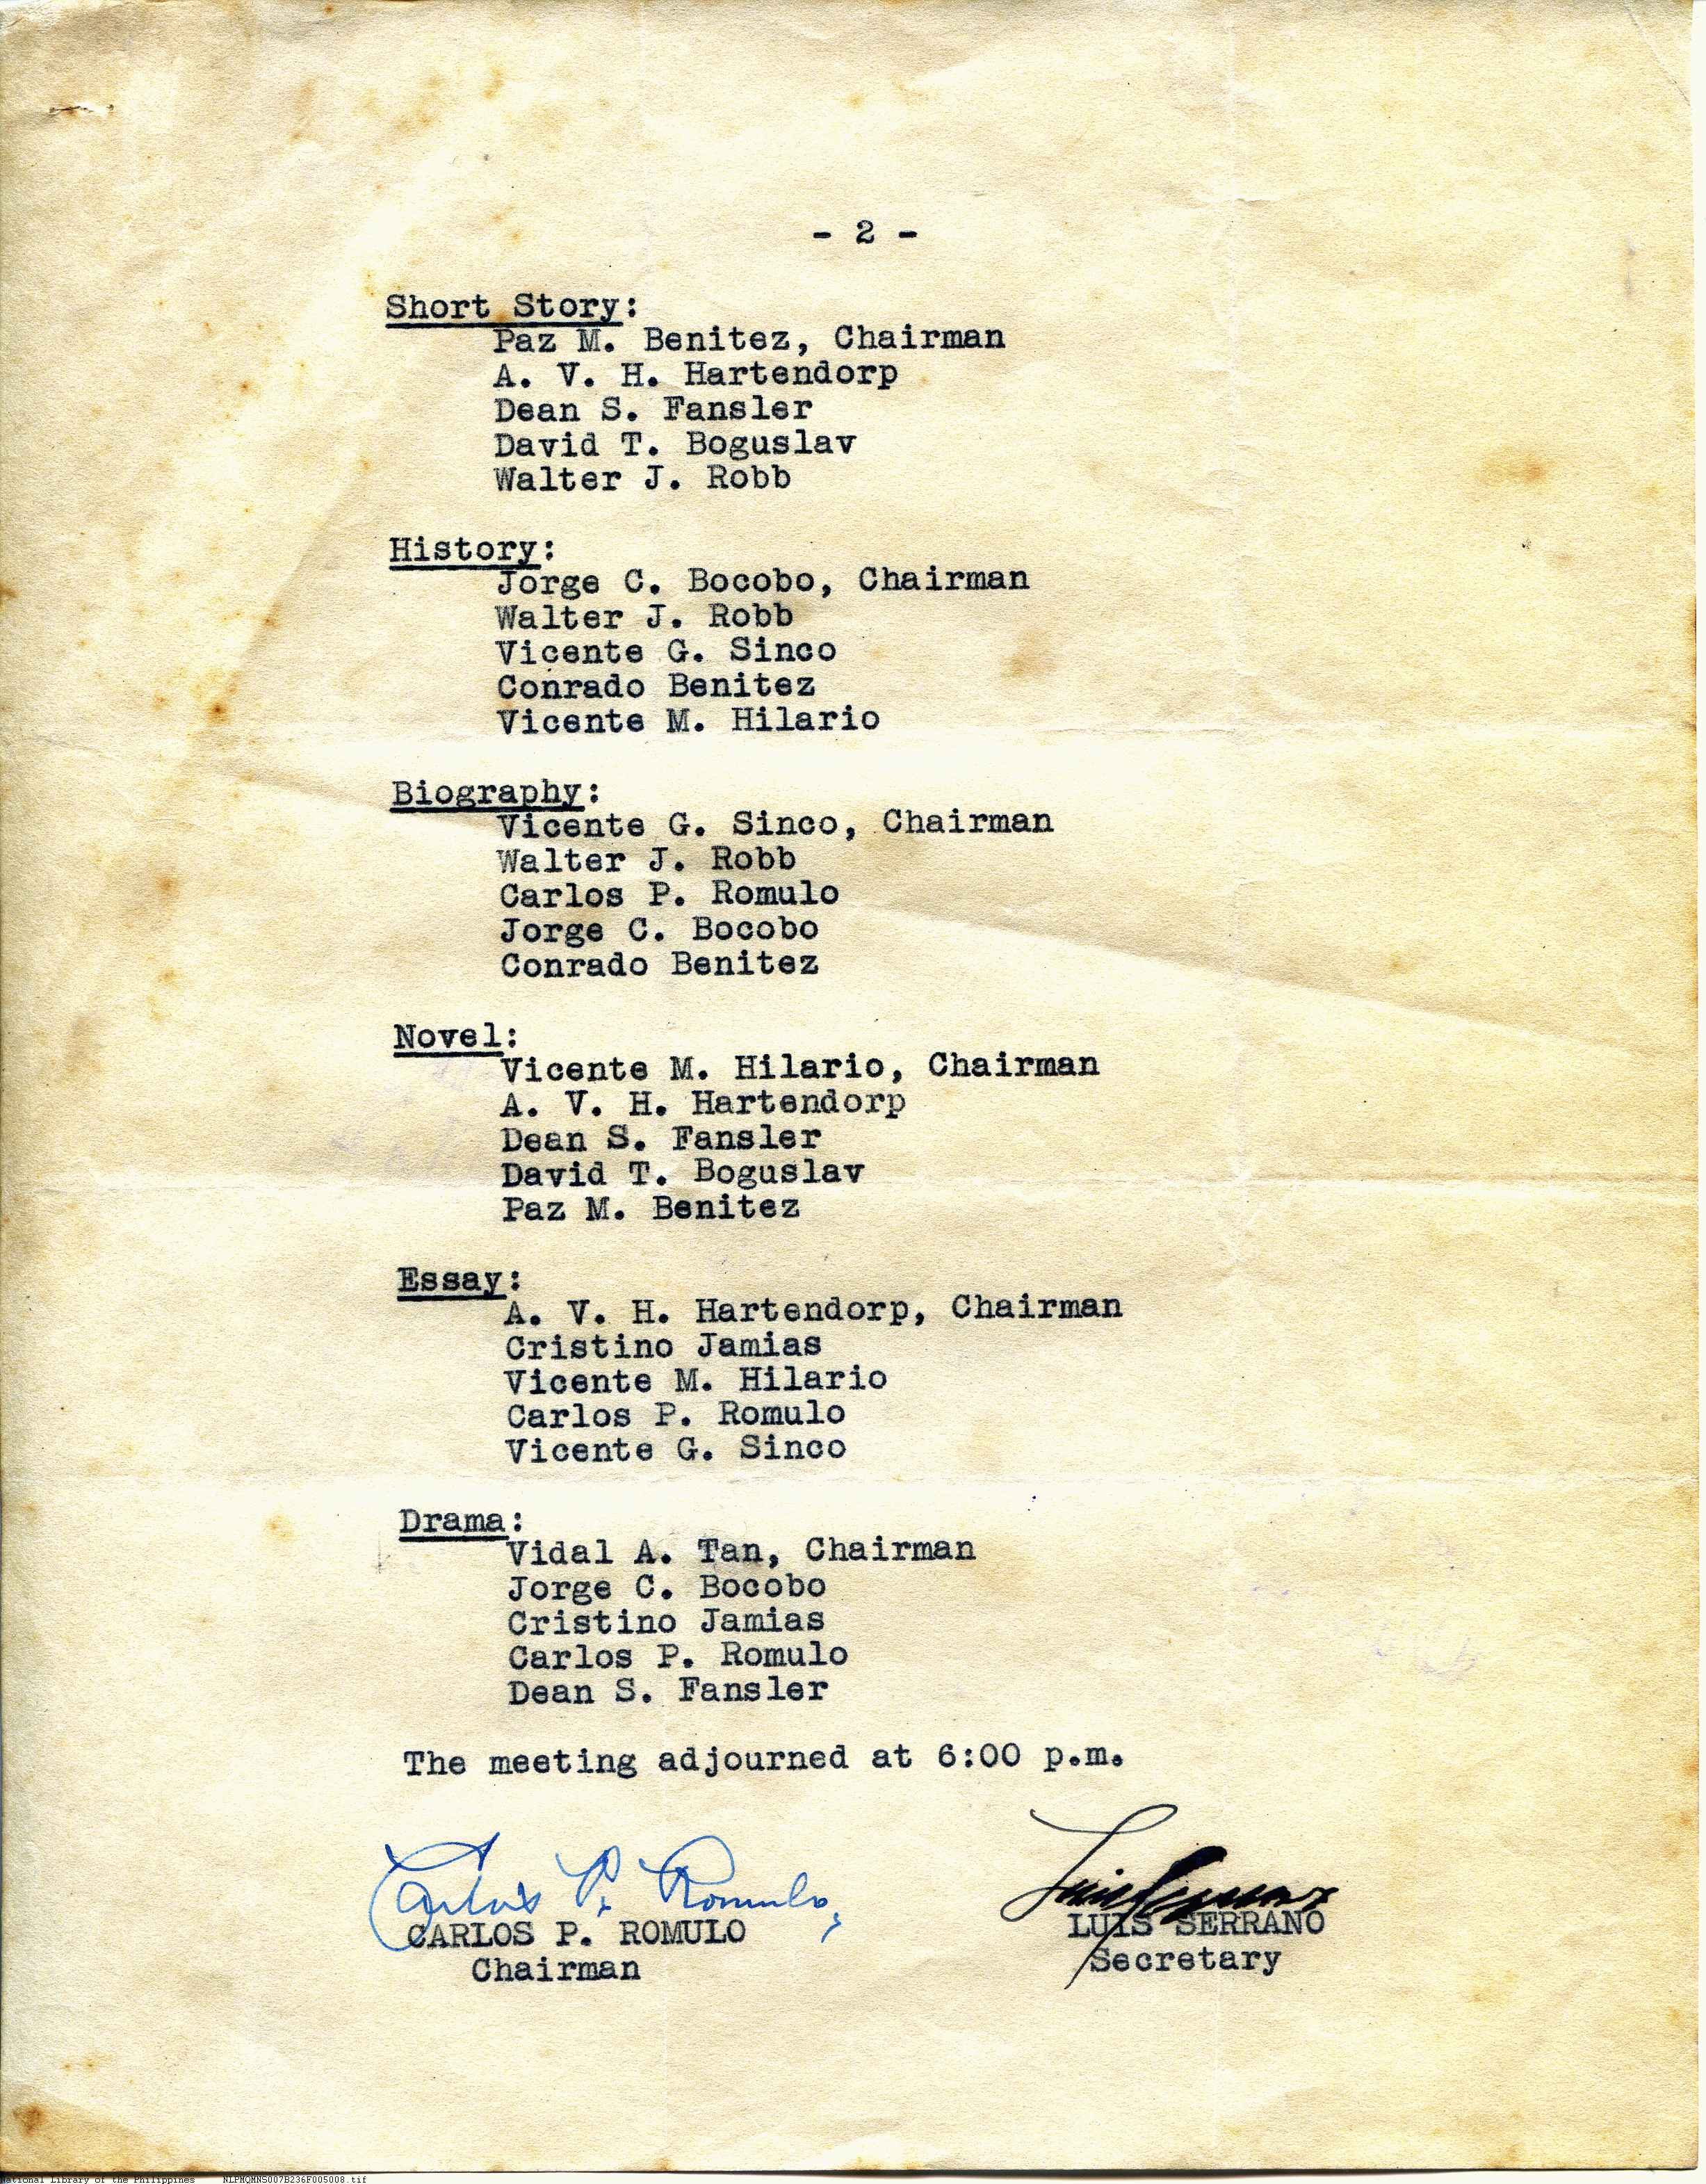 - 2 -
Short Story:
Paz M. Benitez, Chairman
A. V. H. Hartendorp
Dean S. Fansler
David T. Boguslav
Walter J. Robb
History:
Jorge C. Bocobo, Chairman
Walter J. Robb
Vicente G. Sinco
Conrado Benitez
Vicente M. Hilario
Biography:
Vicente G. Sinco, Chairman
Walter J. Robb
Carlos P. Romulo
Jorge C. Bocobo
Conrado Benitez
Novel:
Vicente M. Hilario, Chairman
A. V. H. Hartendorp
Dean S. Fansler
David T. Boguslav
Paz M. Benitez
Essay:
A. V. H. Hartendorp, Chairman
Cristino Jamias
Vicente M. Hilario
Carlos P. Romulo
Vicente G. Sinco
Drama:
Vidal A. Tan, Chairman
Jorge C. Bocobo
Cristino Jamias
Carlos P. Romulo
Dean S. Fansler
The meeting adjourned at 6:00 p.m.
Carlos P. Romulo
CARLOS P. ROMULO
Chairman
Luis Serrano
LUIS SERRANO
Secretary
National Library of the Philippines NLPMQMNS007B236F005008.tif